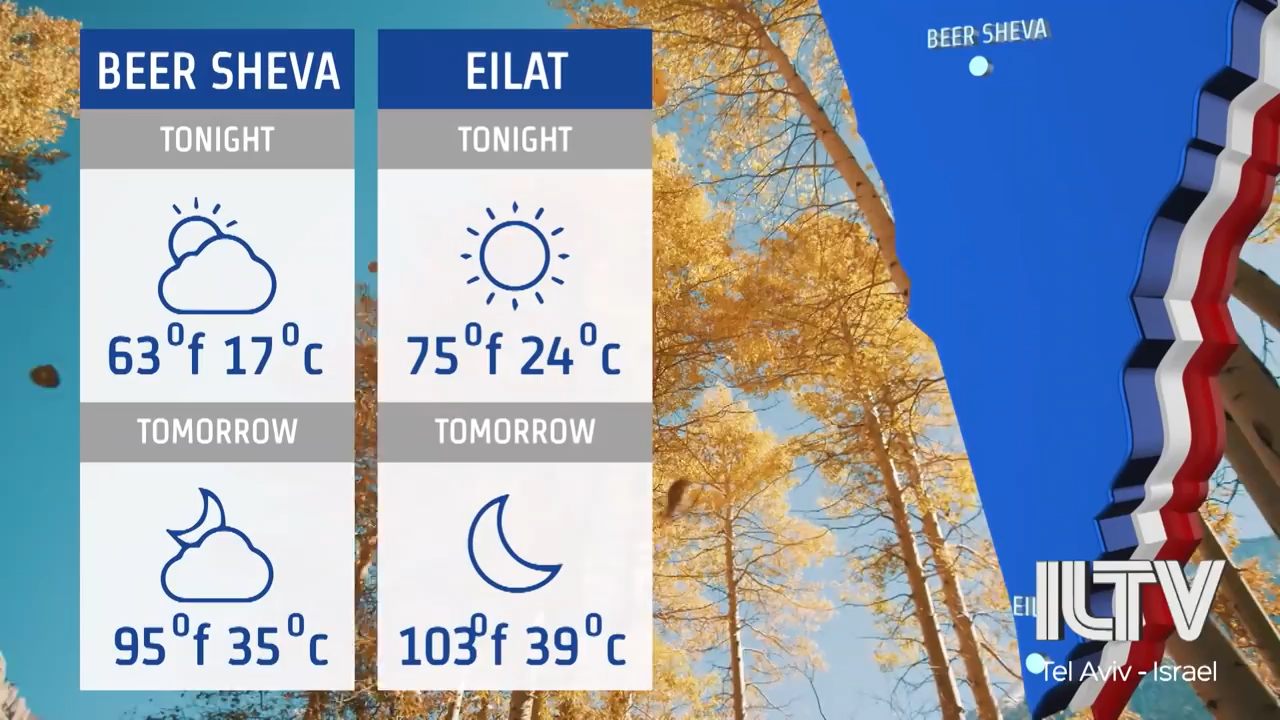 BEER SHEVA
TONIGHT
63°f 17°c
TOMORROW
95°f 35°c
EILAT
TONIGHT
75°f 24°c
TOMORROW
103°f 39°c
BEER SHEVA
ILTV
Tel Aviv - Israel